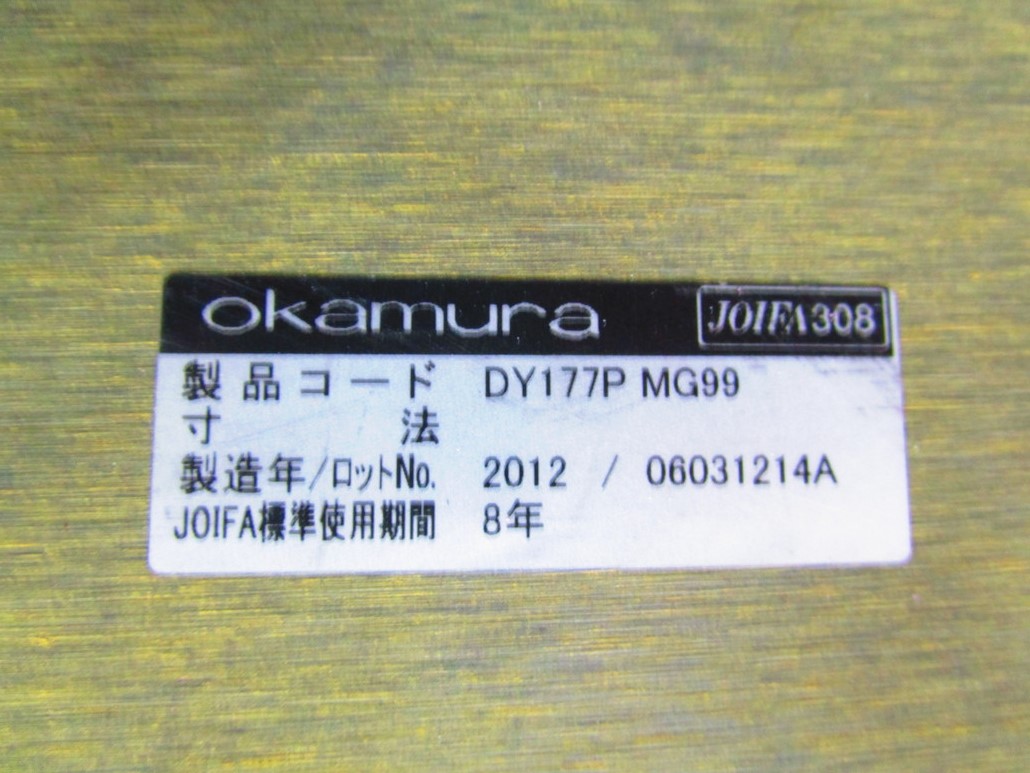 okamura JOIFA308
製品コード DY177P MG99
寸法
製造年/ロットNo. 2012 / 06031214A
JOIFA標準使用期間 8年